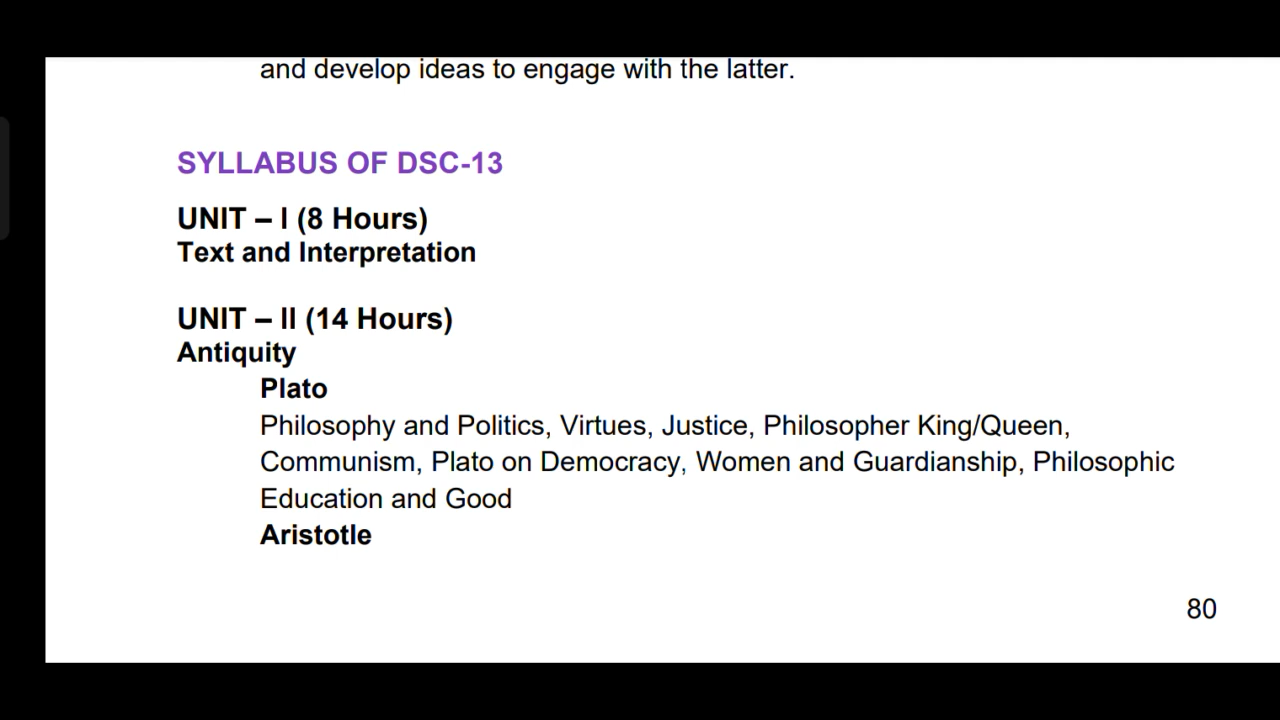 and develop ideas to engage with the latter.
SYLLABUS OF DSC-13
UNIT – I (8 Hours)
Text and Interpretation
UNIT – II (14 Hours)
Antiquity
Plato
Philosophy and Politics, Virtues, Justice, Philosopher King/Queen,
Communism, Plato on Democracy, Women and Guardianship, Philosophic
Education and Good
Aristotle
80